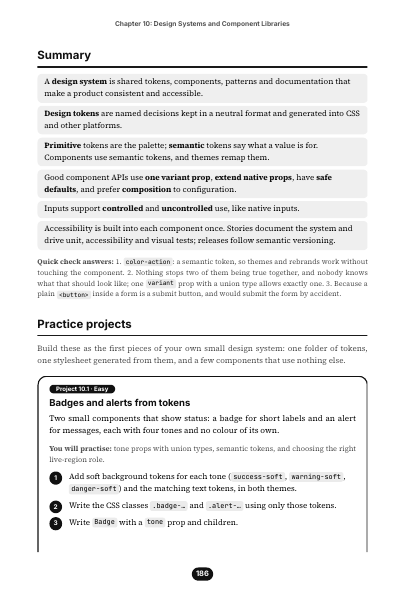 Chapter 10: Design Systems and Component Libraries
Summary
A design system is shared tokens, components, patterns and documentation that
make a product consistent and accessible.
Design tokens are named decisions kept in a neutral format and generated into CSS
and other platforms.
Primitive tokens are the palette; semantic tokens say what a value is for.
Components use semantic tokens, and themes remap them.
Good component APIs use one variant prop, extend native props, have safe
defaults, and prefer composition to configuration.
Inputs support controlled and uncontrolled use, like native inputs.
Accessibility is built into each component once. Stories document the system and
drive unit, accessibility and visual tests; releases follow semantic versioning.
Quick check answers: 1. color-action: a semantic token, so themes and rebrands work without
touching the component. 2. Nothing stops two of them being true together, and nobody knows
what that should look like; one variant prop with a union type allows exactly one. 3. Because a
plain <button> inside a form is a submit button, and would submit the form by accident.
Practice projects
Build these as the first pieces of your own small design system: one folder of tokens,
one stylesheet generated from them, and a few components that use nothing else.
Project 10.1 · Easy
Badges and alerts from tokens
Two small components that show status: a badge for short labels and an alert
for messages, each with four tones and no colour of its own.
You will practise: tone props with union types, semantic tokens, and choosing the right
live-region role.
1 Add soft background tokens for each tone (success-soft, warning-soft,
danger-soft) and the matching text tokens, in both themes.
2 Write the CSS classes .badge-… and .alert-… using only those tokens.
3 Write Badge with a tone prop and children.
186